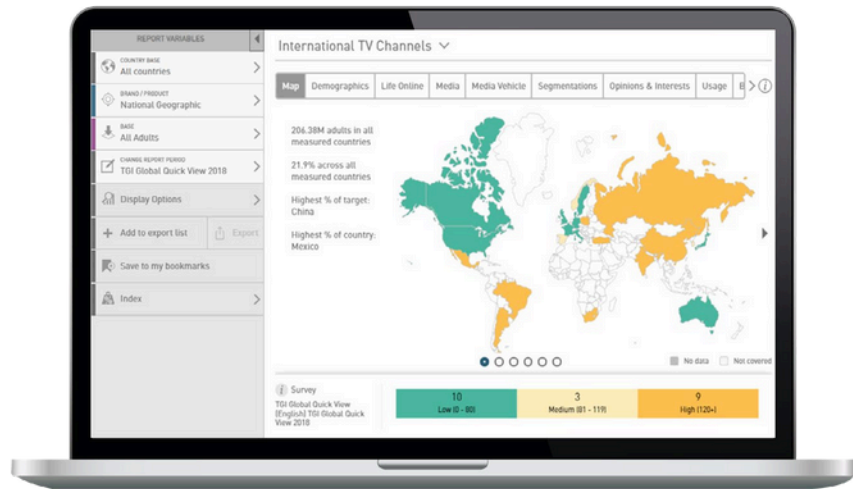 REPORT VARIABLES
COUNTRY BASE
All countries
BRAND / PRODUCT
National Geographic
BASE
All Adults
CHANGE REPORT PERIOD
TGI Global Quick View 2018
Display Options
Add to export list
Export
Save to my bookmarks
Index
International TV Channels
Map Demographics Life Online Media Media Vehicle Segmentations Opinions & Interests Usage B
206.38M adults in all
measured countries
21.9% across all
measured countries
Highest % of target:
China
Highest % of country:
Mexico
No data Not covered
i Survey
TGI Global Quick View
(English) TGI Global Quick
View 2018
10
Low (0 - 80)
3
Medium (81 - 119)
9
High (120+)